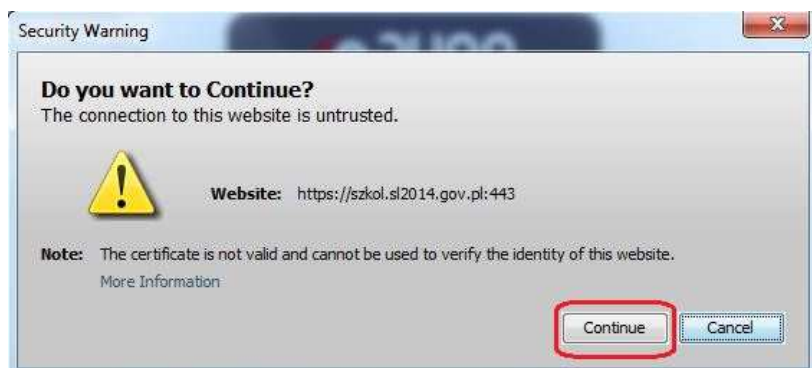 Security Warning
Do you want to Continue?
The connection to this website is untrusted.
Website: https://szkol.sl2014.gov.pl:443
Note: The certificate is not valid and cannot be used to verify the identity of this website.
More Information
Continue Cancel